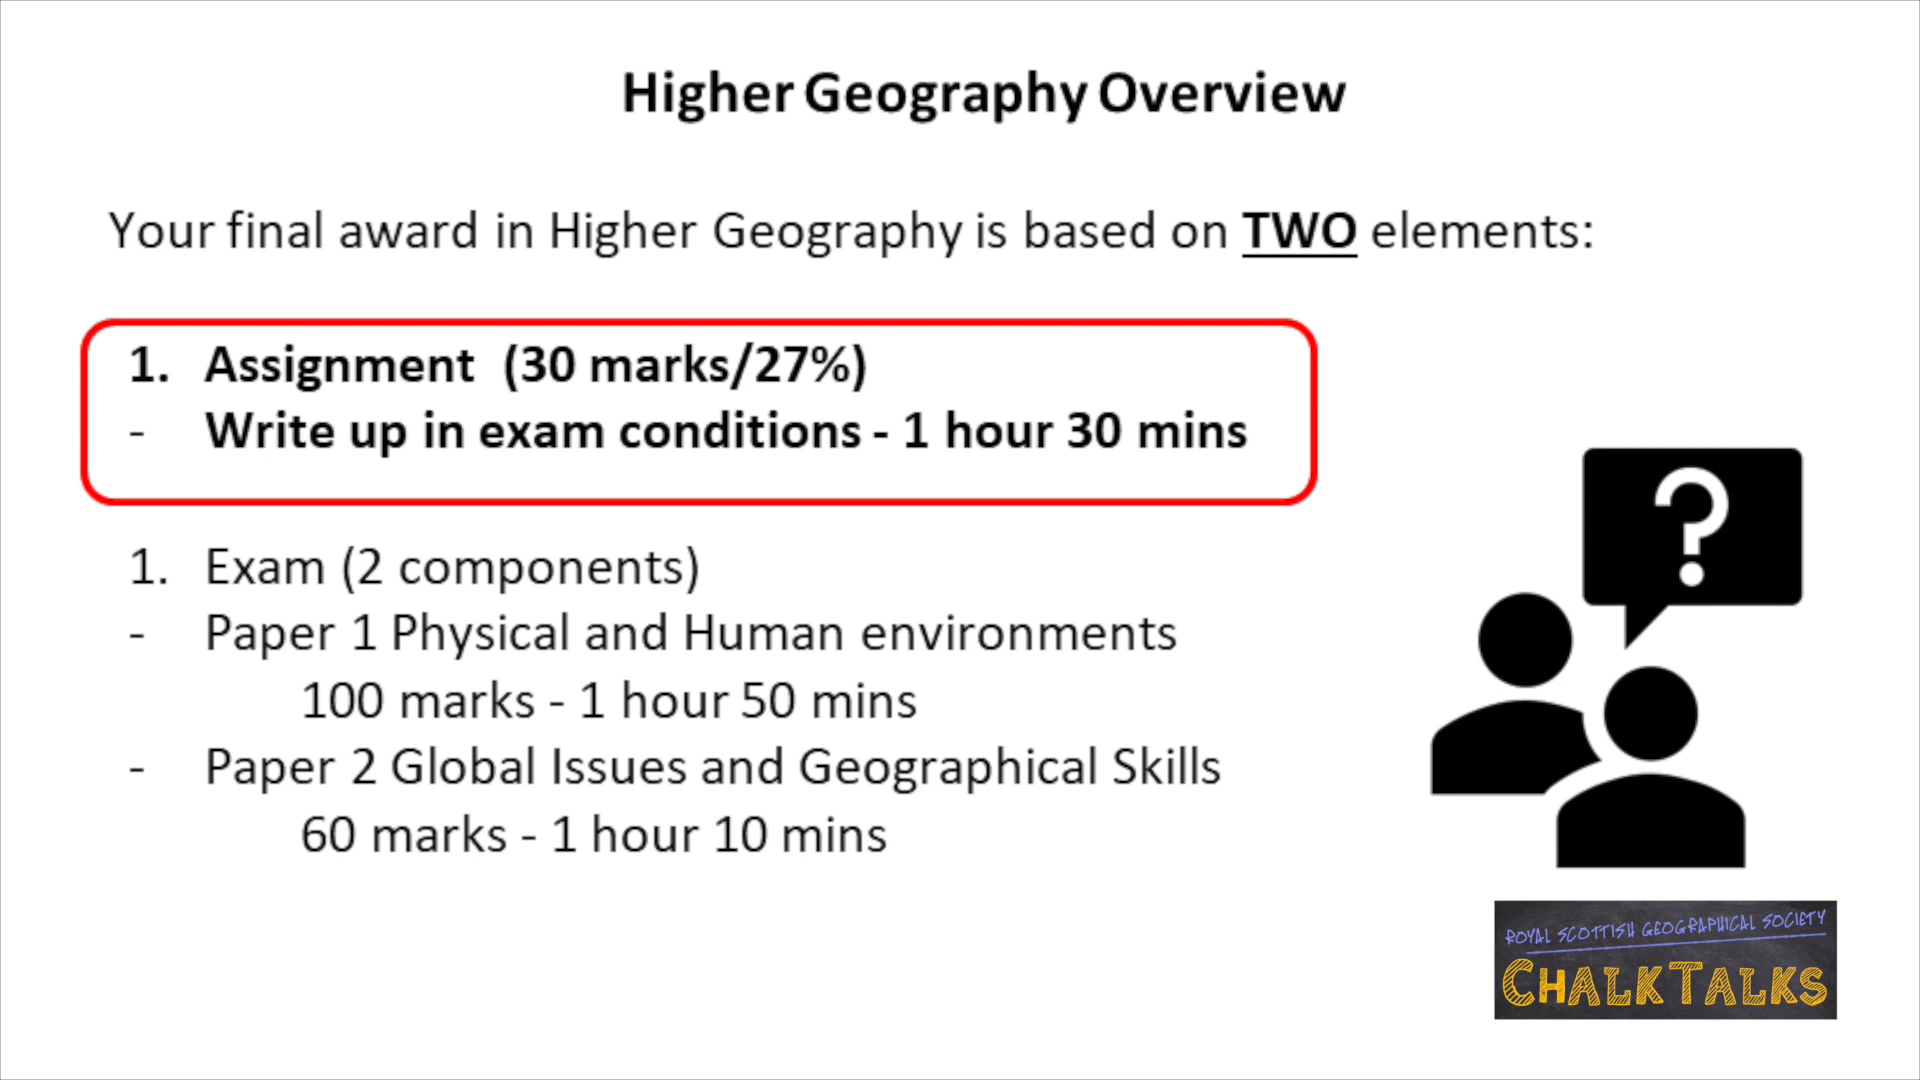 Higher Geography Overview
Your final award in Higher Geography is based on TWO elements:
1. Assignment (30 marks/27%)
- Write up in exam conditions - 1 hour 30 mins
1. Exam (2 components)
- Paper 1 Physical and Human environments
100 marks - 1 hour 50 mins
- Paper 2 Global Issues and Geographical Skills
60 marks - 1 hour 10 mins
?
ROYAL SCOTTISH GEOGRAPHICAL SOCIETY
CHALKTALKS